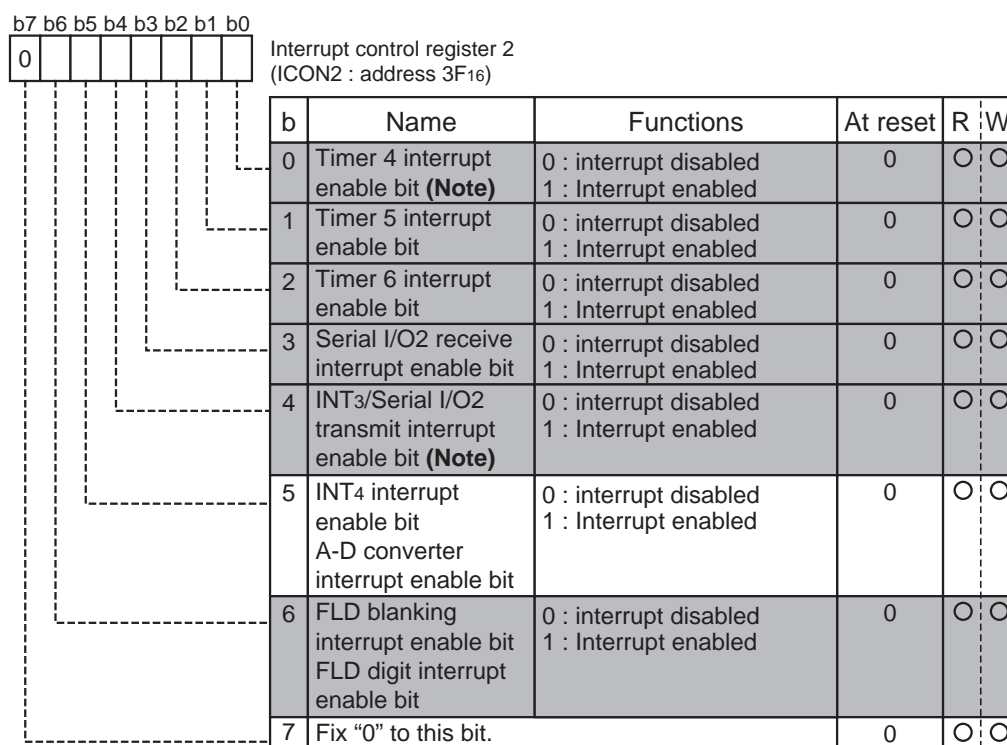 b7 b6 b5 b4 b3 b2 b1 b0
0
Interrupt control register 2
(ICON2 : address 3F16)
b Name Functions At reset R W
0 Timer 4 interrupt 0 : interrupt disabled 0 O O
enable bit (Note) 1 : Interrupt enabled
1 Timer 5 interrupt 0 : interrupt disabled 0 O O
enable bit 1 : Interrupt enabled
2 Timer 6 interrupt 0 : interrupt disabled 0 O O
enable bit 1 : Interrupt enabled
3 Serial I/O2 receive 0 : interrupt disabled 0 O O
interrupt enable bit 1 : Interrupt enabled
4 INT3/Serial I/O2 0 : interrupt disabled 0 O O
transmit interrupt 1 : Interrupt enabled
enable bit (Note)
5 INT4 interrupt 0 : interrupt disabled 0 O O
enable bit 1 : Interrupt enabled
A-D converter
interrupt enable bit
6 FLD blanking 0 : interrupt disabled 0 O O
interrupt enable bit 1 : Interrupt enabled
FLD digit interrupt
enable bit
7 Fix “0” to this bit. 0 O O